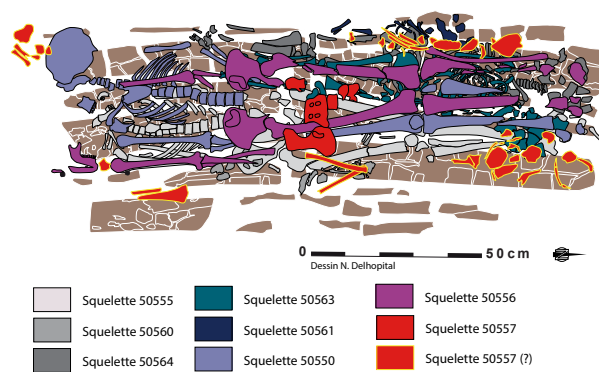 0 50 cm
Dessin N. Delhopital
Squelette 50555
Squelette 50560
Squelette 50564
Squelette 50563
Squelette 50561
Squelette 50550
Squelette 50556
Squelette 50557
Squelette 50557 (?)